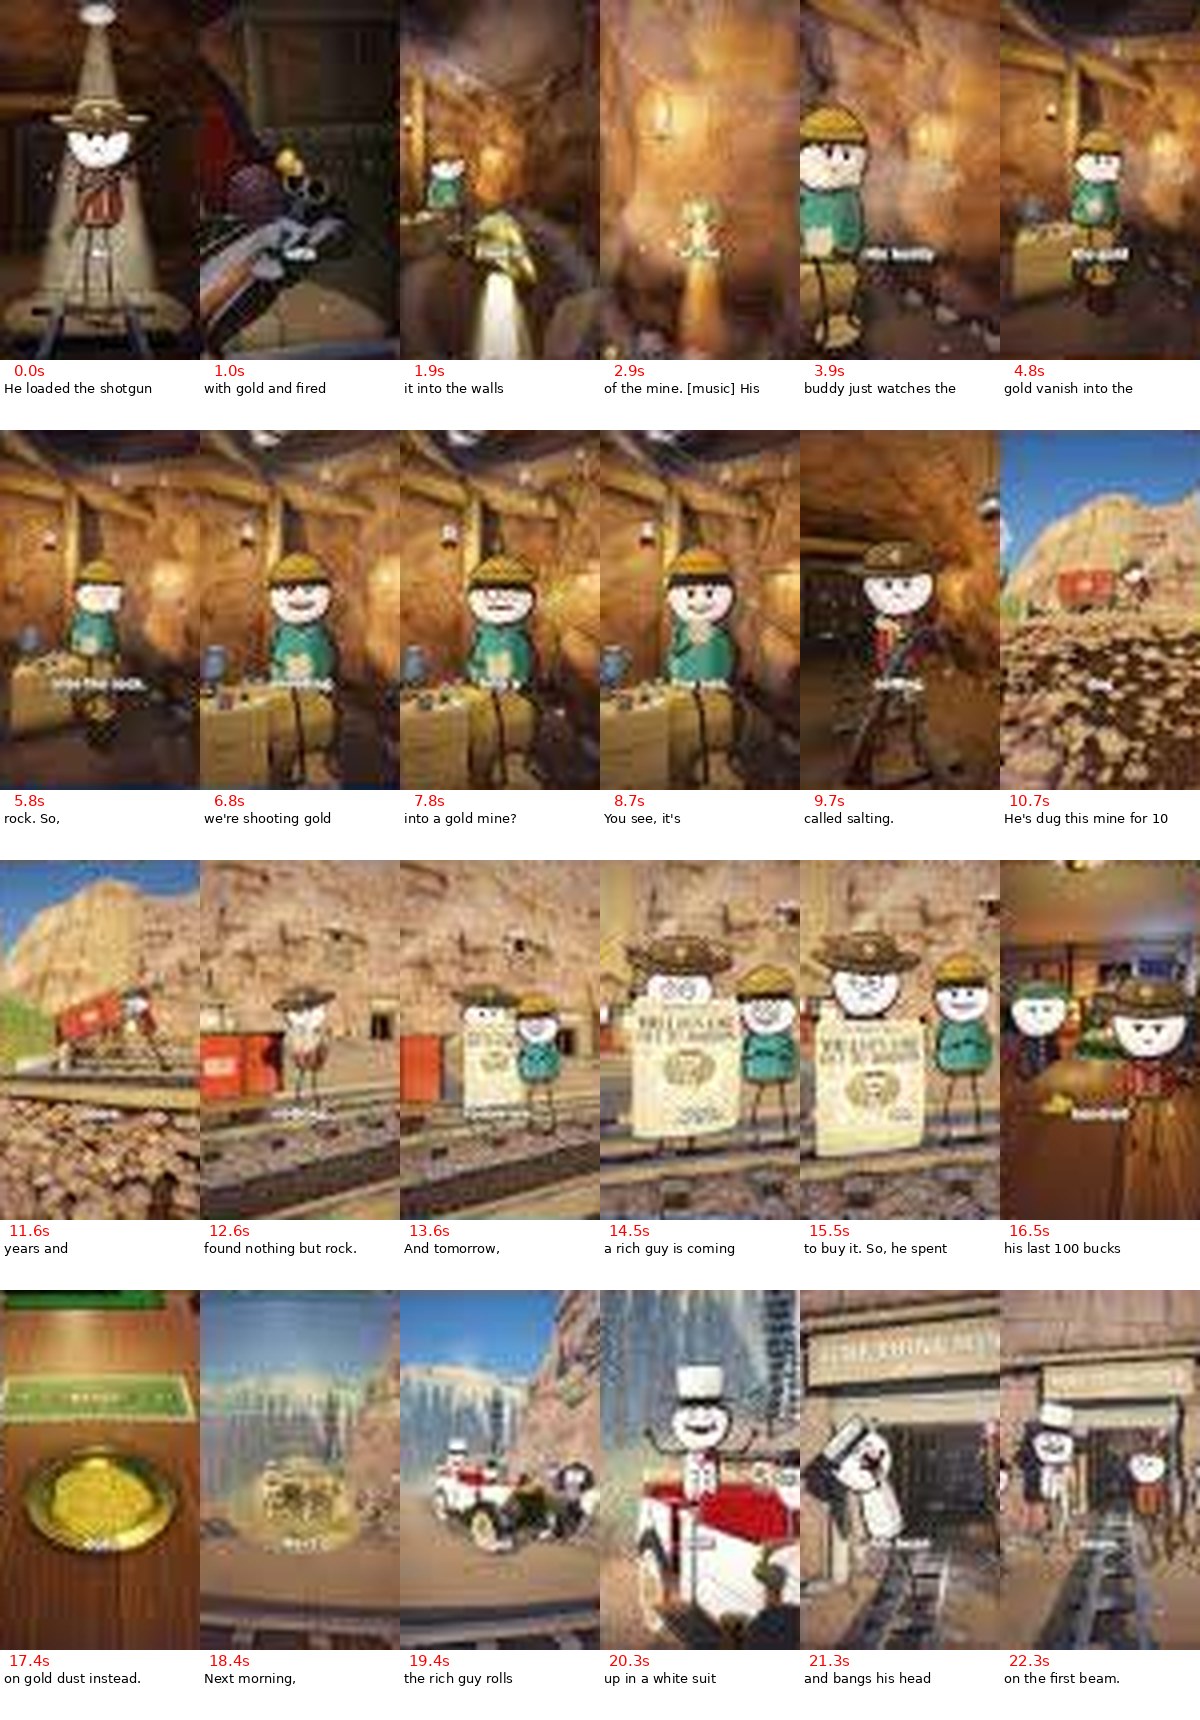 0.0s
He loaded the shotgun
1.0s
with gold and fired
1.9s
it into the walls
2.9s
of the mine. [music] His
3.9s
buddy just watches the
4.8s
gold vanish into the
5.8s
rock. So,
6.8s
we're shooting gold
7.8s
into a gold mine?
8.7s
You see, it's
9.7s
called salting.
10.7s
He's dug this mine for 10
11.6s
years and
12.6s
found nothing but rock.
13.6s
And tomorrow,
14.5s
a rich guy is coming
15.5s
to buy it. So, he spent
16.5s
his last 100 bucks
17.4s
on gold dust instead.
18.4s
Next morning,
19.4s
the rich guy rolls
20.3s
up in a white suit
21.3s
and bangs his head
22.3s
on the first beam.